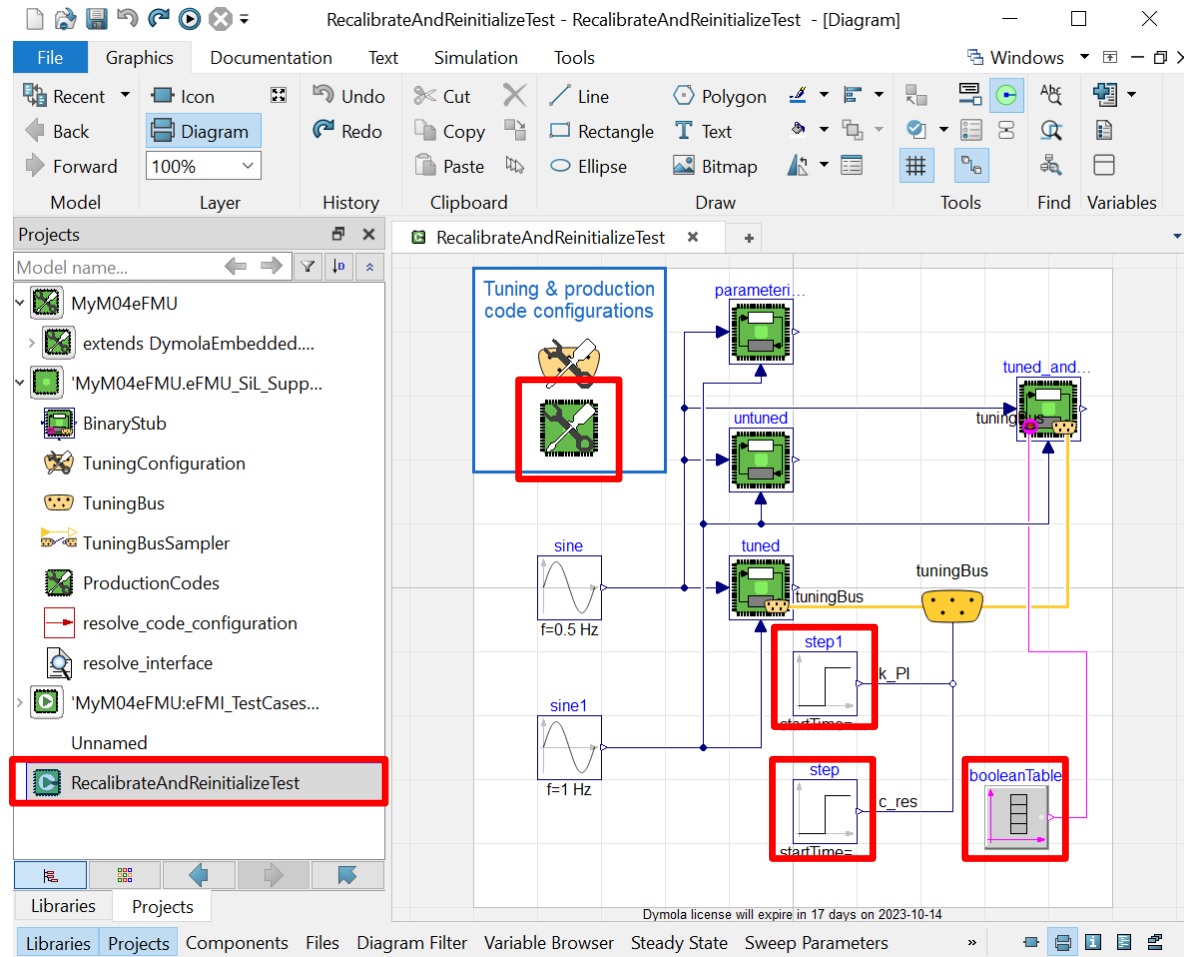 RecalibrateAndReinitializeTest - RecalibrateAndReinitializeTest - [Diagram]
File Graphics Documentation Text Simulation Tools Windows
Recent Icon Undo Cut Line Polygon
Back Diagram Redo Copy Rectangle Text
Forward 100% Paste Ellipse Bitmap
Model Layer History Clipboard Draw Tools Find Variables
Projects
RecalibrateAndReinitializeTest
Model name...
MyM04eFMU
extends DymolaEmbedded....
'MyM04eFMU.eFMU_SiL_Supp...
BinaryStub
TuningConfiguration
TuningBus
TuningBusSampler
ProductionCodes
resolve_code_configuration
resolve_interface
'MyM04eFMU:eFMI_TestCases...
Unnamed
RecalibrateAndReinitializeTest
Libraries Projects
Tuning & production
code configurations
parameteri...
tuned_and...
untuned
sine
f=0.5 Hz
tuned
tuningBus
tuningBus
step1
k_PI
startTime=
sine1
f=1 Hz
step
c_res
startTime=
booleanTable
Dymola license will expire in 17 days on 2023-10-14
Libraries Projects Components Files Diagram Filter Variable Browser Steady State Sweep Parameters »